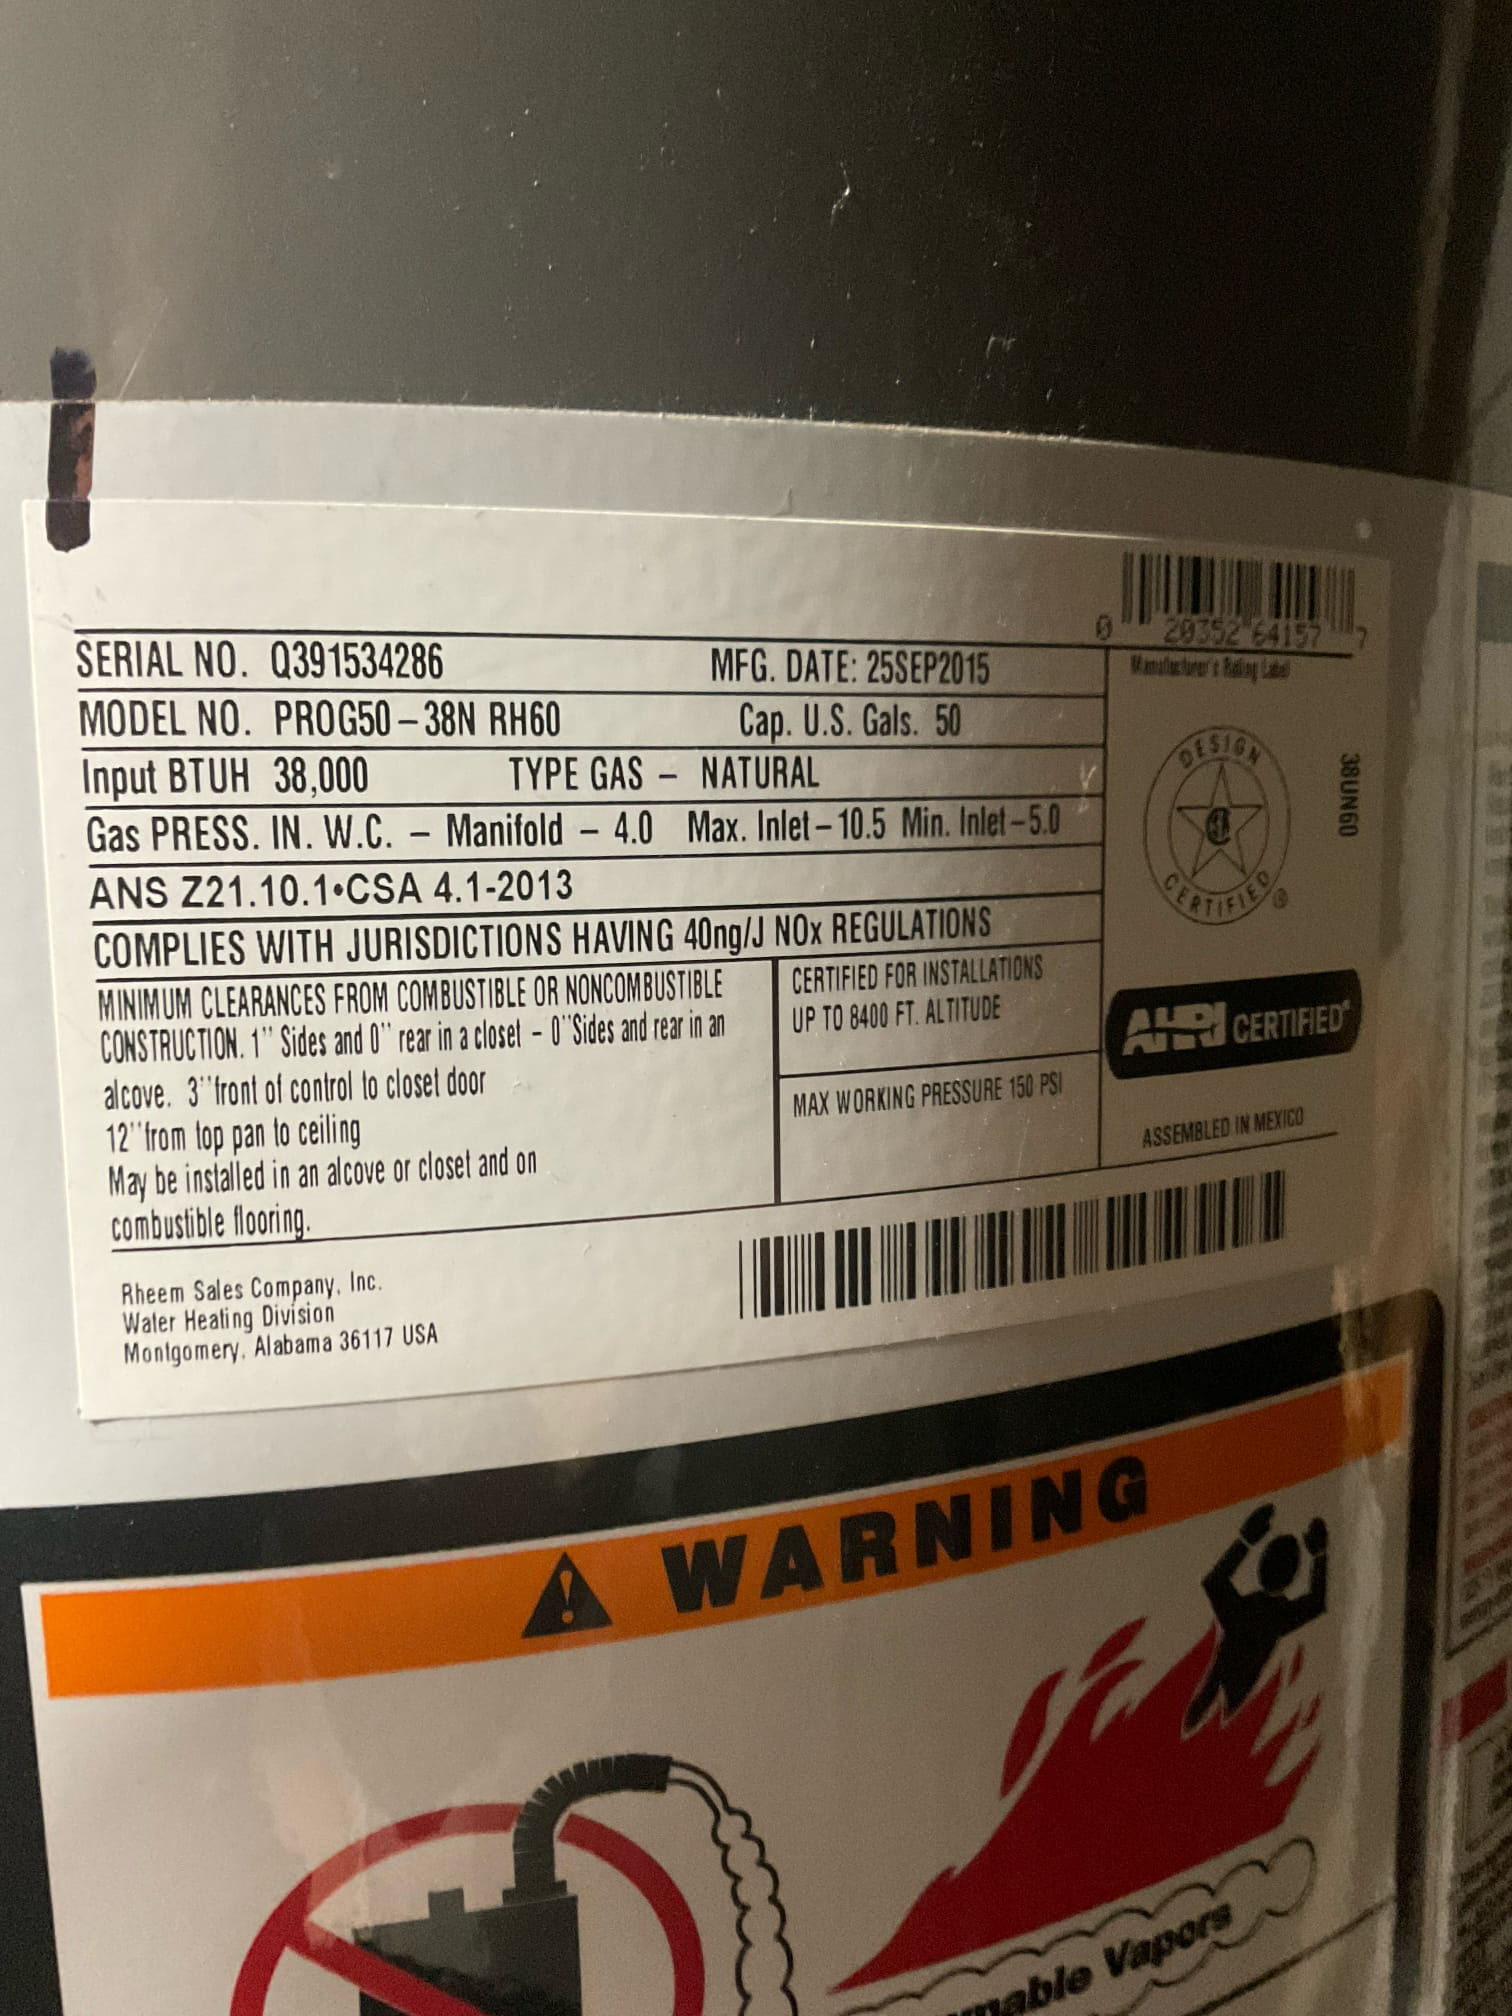 0 20352 64157 7
SERIAL NO. Q391534286 MFG. DATE: 25SEP2015
Manufacturer's Rating Label
MODEL NO. PROG50-38N RH60 Cap. U.S. Gals. 50
Input BTUH 38,000 TYPE GAS - NATURAL
Gas PRESS. IN. W.C. - Manifold - 4.0 Max. Inlet-10.5 Min. Inlet-5.0
ANS Z21.10.1•CSA 4.1-2013
COMPLIES WITH JURISDICTIONS HAVING 40ng/J NOx REGULATIONS
MINIMUM CLEARANCES FROM COMBUSTIBLE OR NONCOMBUSTIBLE
CONSTRUCTION. 1" Sides and 0" rear in a closet - 0"Sides and rear in an
alcove. 3"front of control to closet door
12"from top pan to ceiling
May be installed in an alcove or closet and on
combustible flooring.
CERTIFIED FOR INSTALLATIONS
UP TO 8400 FT. ALTITUDE
MAX WORKING PRESSURE 150 PSI
DESIGN
CERTIFIED®
38UN60
AHRI CERTIFIED®
ASSEMBLED IN MEXICO
Rheem Sales Company, Inc.
Water Heating Division
Montgomery, Alabama 36117 USA
WARNING
Vapors